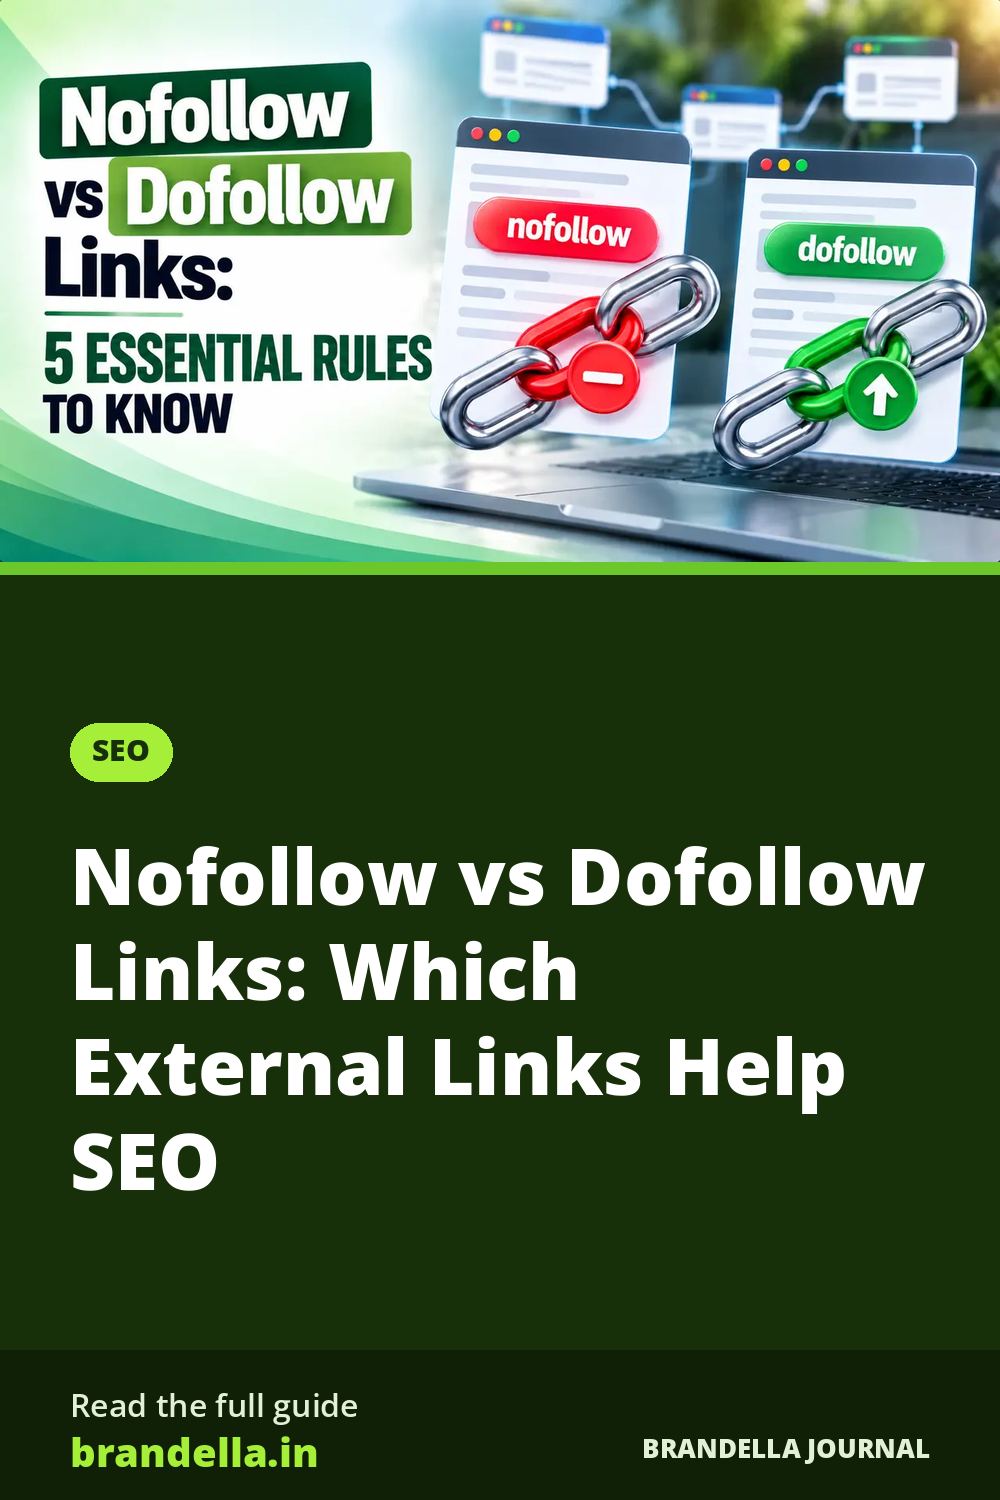 Nofollow
vs Dofollow
Links:
5 ESSENTIAL RULES
TO KNOW
nofollow
dofollow
SEO
Nofollow vs Dofollow
Links: Which
External Links Help
SEO
Read the full guide
brandella.in
BRANDELLA JOURNAL